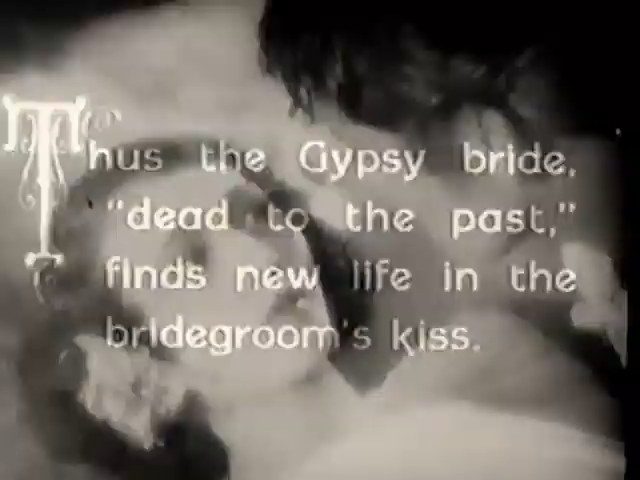 Thus the Gypsy bride,
"dead to the past,"
finds new life in the
bridegroom's kiss.